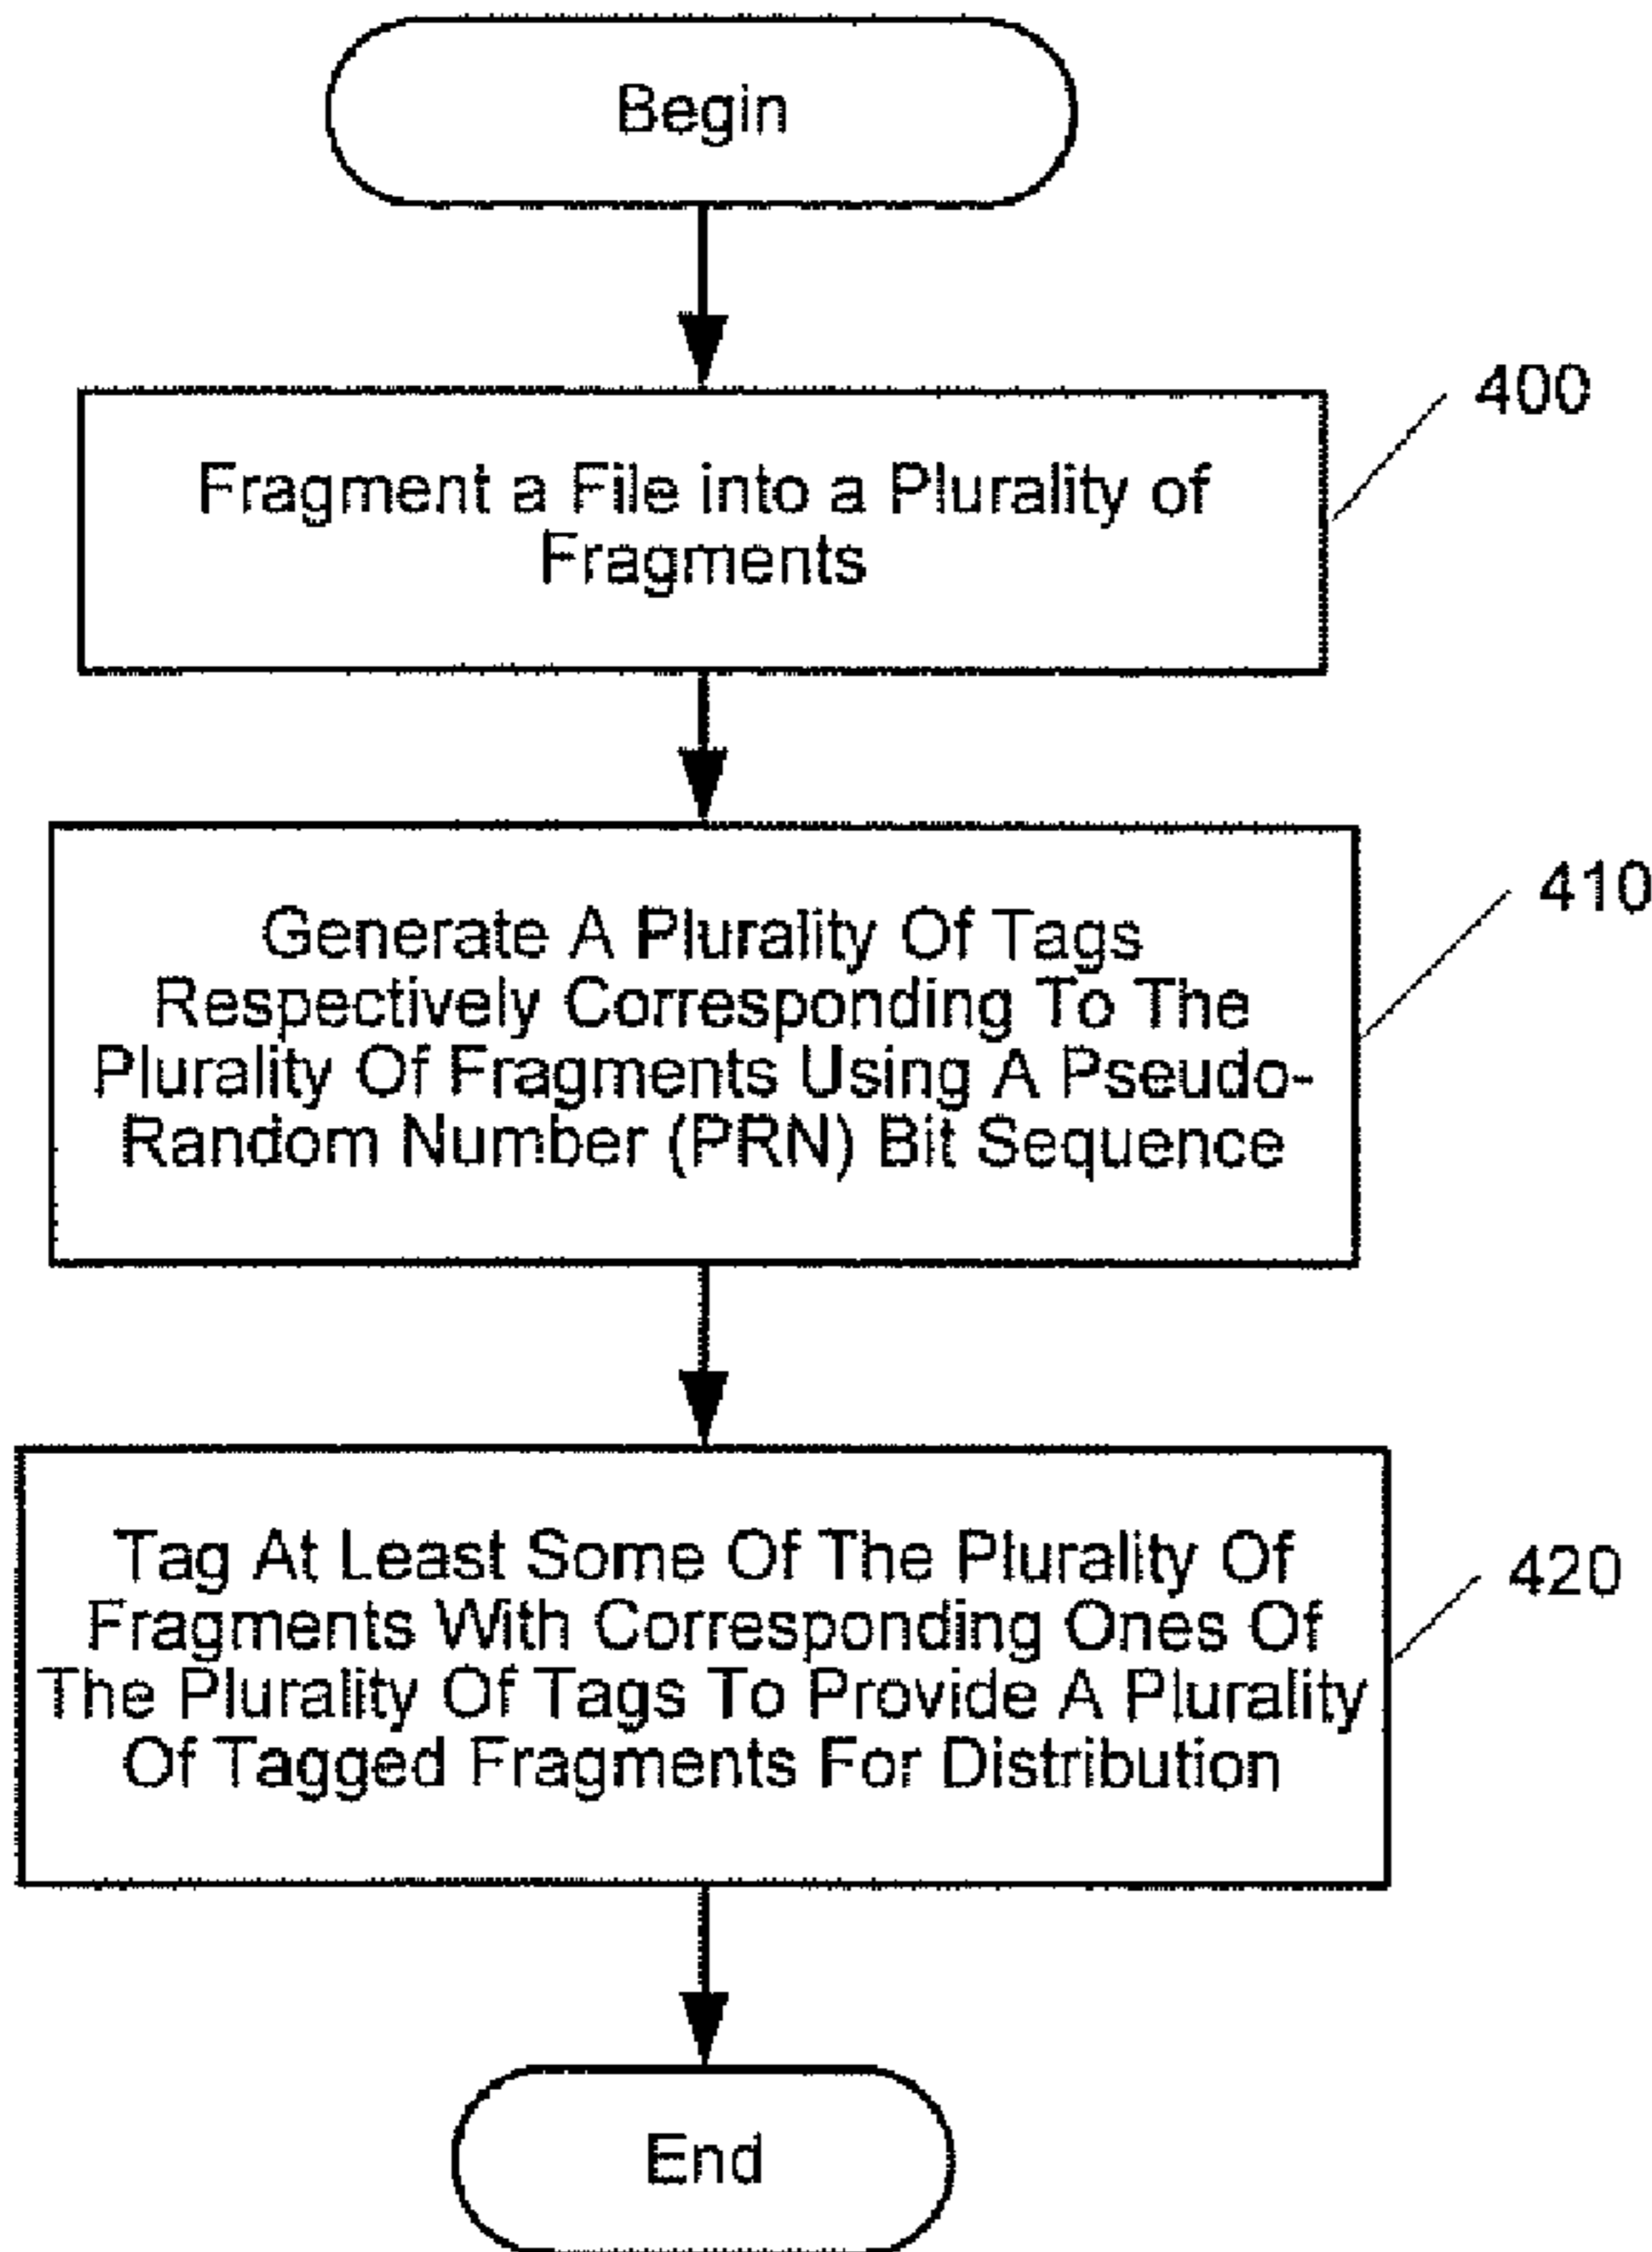 Begin
400
Fragment a File into a Plurality of
Fragments
410
Generate A Plurality Of Tags
Respectively Corresponding To The
Plurality Of Fragments Using A Pseudo-
Random Number (PRN) Bit Sequence
420
Tag At Least Some Of The Plurality Of
Fragments With Corresponding Ones Of
The Plurality Of Tags To Provide A Plurality
Of Tagged Fragments For Distribution
End